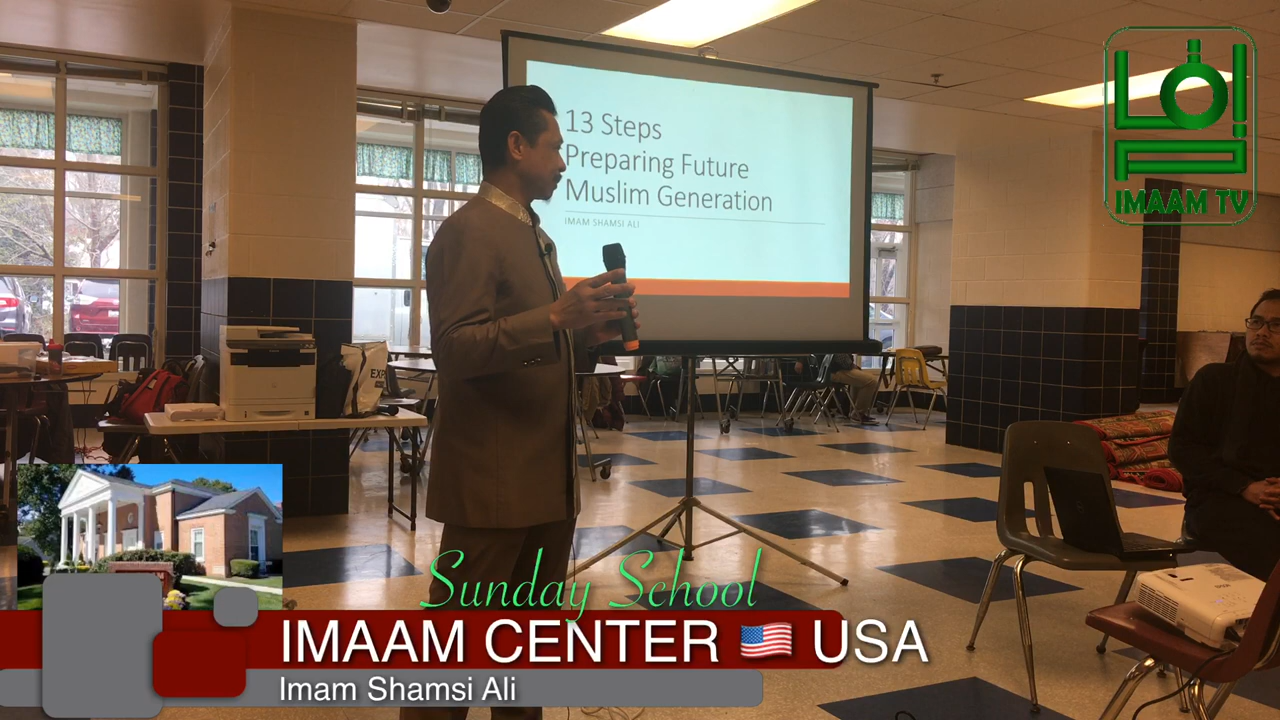 13 Steps
Preparing Future
Muslim Generation
IMAM SHAMSI ALI
IMAAM TV
EXP
Sunday School
IMAAM CENTER 🇺🇸 USA
Imam Shamsi Ali